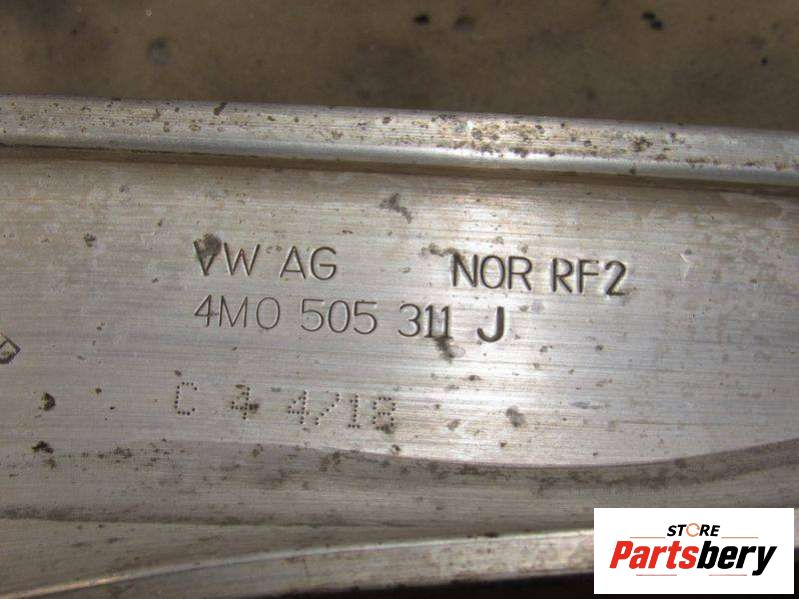 VW AG NOR RF2
4M0 505 311 J
C 4 4/18
STORE
Partsbery